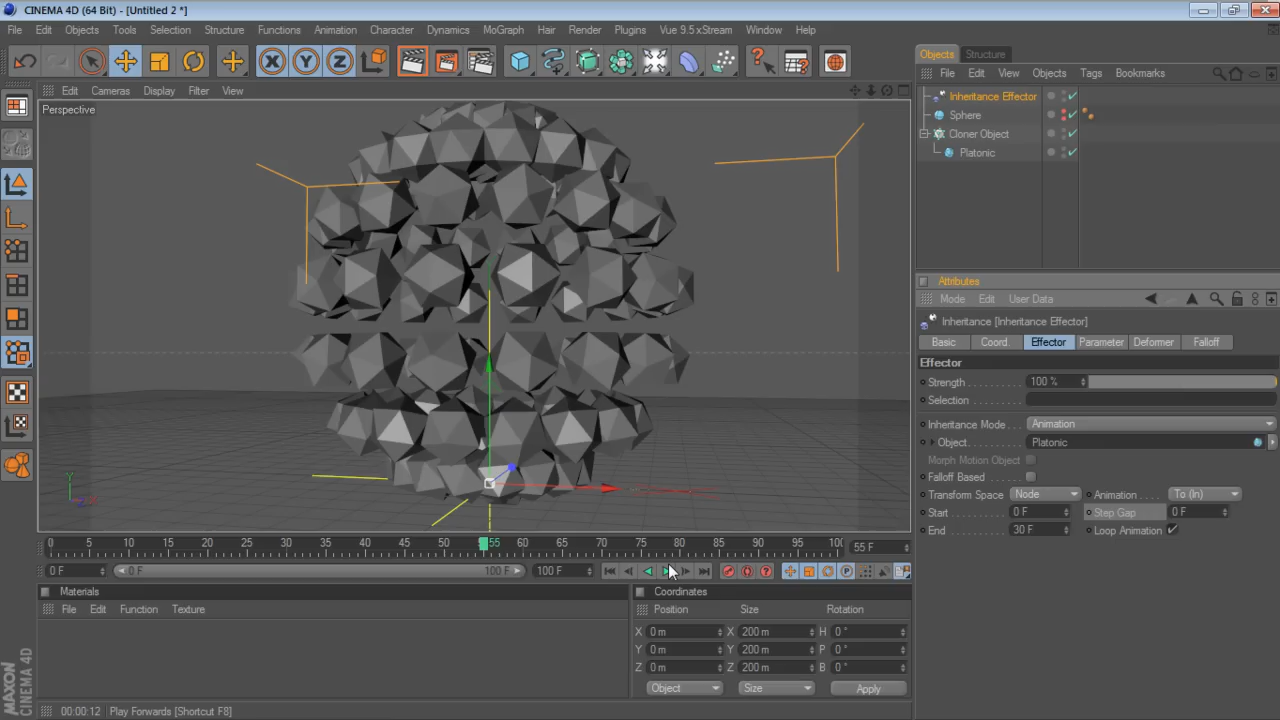 CINEMA 4D (64 Bit) - [Untitled 2 *]
File Edit Objects Tools Selection Structure Functions Animation Character Dynamics MoGraph Hair Render Plugins Vue 9.5 xStream Window Help
Edit Cameras Display Filter View
Perspective
Y
Z X
0 5 10 15 20 25 30 35 40 45 50 55 60 65 70 75 80 85 90 95 100
55 F
0 F 0 F 100 F 100 F
Materials
File Edit Function Texture
Coordinates
Position Size Rotation
X 0 m X 200 m H 0 °
Y 0 m Y 200 m P 0 °
Z 0 m Z 200 m B 0 °
Object Size Apply
00:00:12 Play Forwards [Shortcut F8]
MAXON
CINEMA 4D
Objects Structure
File Edit View Objects Tags Bookmarks
Inheritance Effector
Sphere
Cloner Object
Platonic
Attributes
Mode Edit User Data
Inheritance [Inheritance Effector]
Basic Coord. Effector Parameter Deformer Falloff
Effector
Strength 100 %
Selection
Inheritance Mode Animation
Object Platonic
Morph Motion Object
Falloff Based
Transform Space Node Animation To (In)
Start 0 F Step Gap 0 F
End 30 F Loop Animation